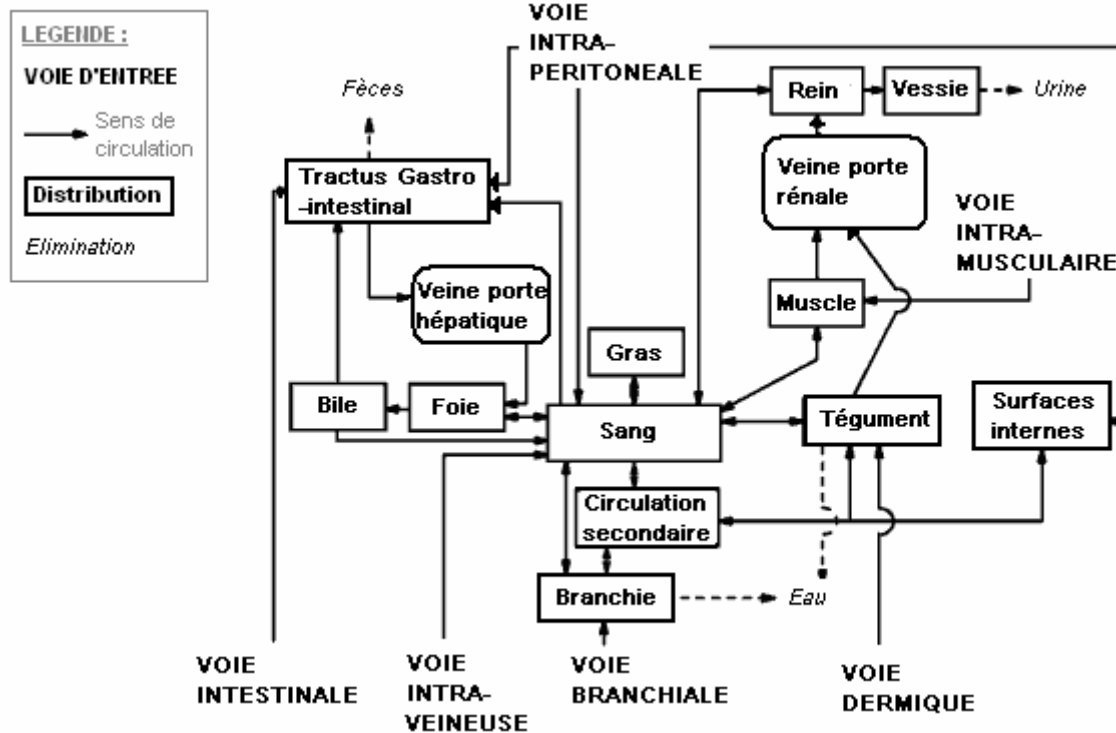 LEGENDE :
VOIE D'ENTREE
Sens de
circulation
Distribution
Elimination
VOIE
INTRA-
PERITONEALE
Fèces
Rein
Vessie
Urine
Tractus Gastro
-intestinal
Veine porte
rénale
VOIE
INTRA-
MUSCULAIRE
Veine porte
hépatique
Muscle
Gras
Bile
Foie
Sang
Tégument
Surfaces
internes
Circulation
secondaire
Branchie
Eau
VOIE
INTESTINALE
VOIE
INTRA-
VEINEUSE
VOIE
BRANCHIALE
VOIE
DERMIQUE